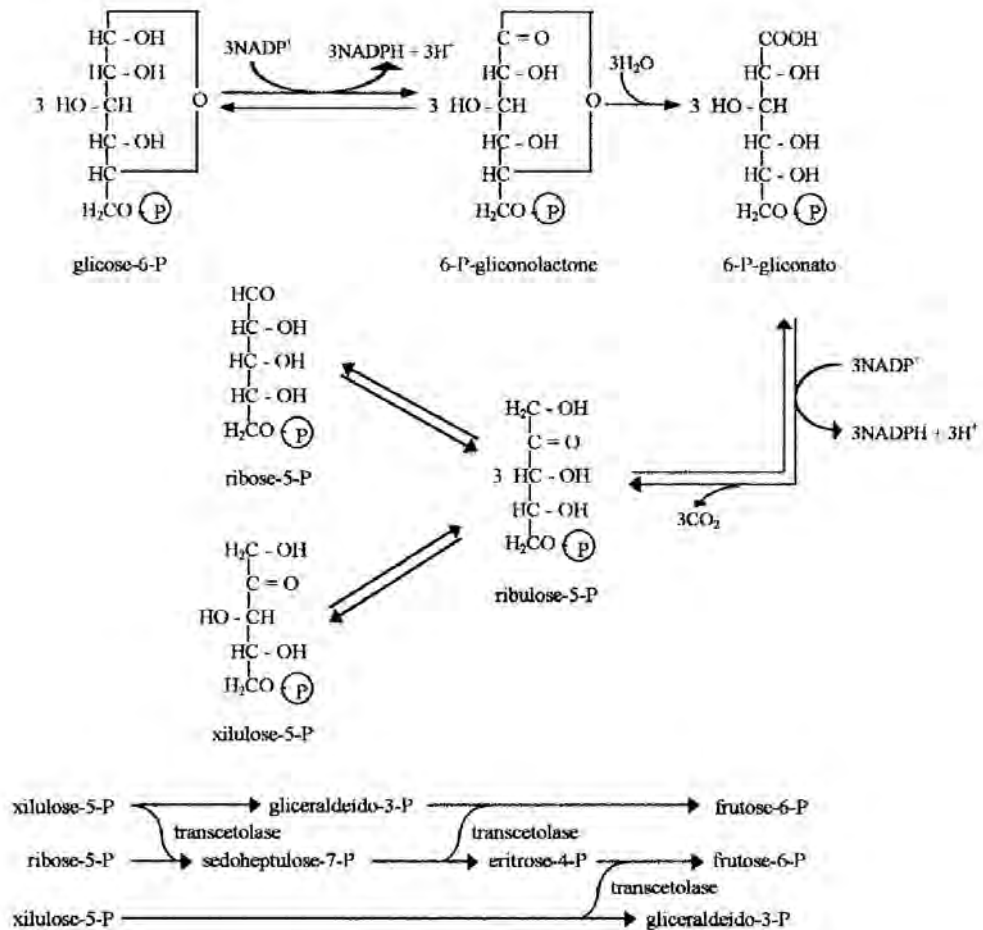 HC - OH
HC - OH
3 HO - CH
O
HC - OH
HC
H₂CO - P
glicose-6-P
3NADP⁺
3NADPH + 3H⁺
C = O
HC - OH
3 HO - CH
O
HC - OH
HC
H₂CO - P
6-P-gliconolactone
3H₂O
COOH
HC - OH
3 HO - CH
HC - OH
HC - OH
H₂CO - P
6-P-gliconato
3NADP⁺
3NADPH + 3H⁺
3CO₂
HCO
HC - OH
HC - OH
HC - OH
H₂CO - P
ribose-5-P
H₂C - OH
C = O
3 HC - OH
HC - OH
H₂CO - P
ribulose-5-P
H₂C - OH
C = O
HO - CH
HC - OH
H₂CO - P
xilulose-5-P
xilulose-5-P gliceraldeido-3-P frutose-6-P
transcetolase transcetolase
ribose-5-P sedoheptulose-7-P eritrose-4-P frutose-6-P
transcetolase
xilulose-5-P gliceraldeido-3-P